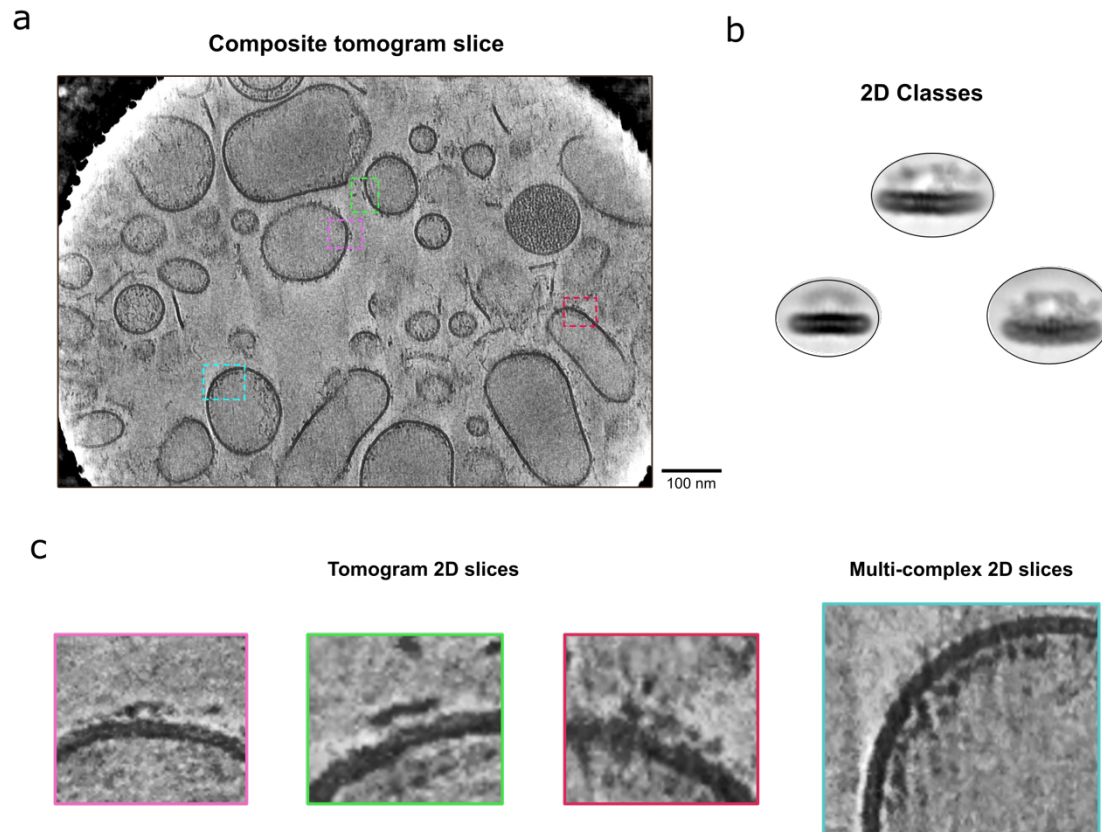 a
Composite tomogram slice
100 nm
b
2D Classes
c
Tomogram 2D slices
Multi-complex 2D slices